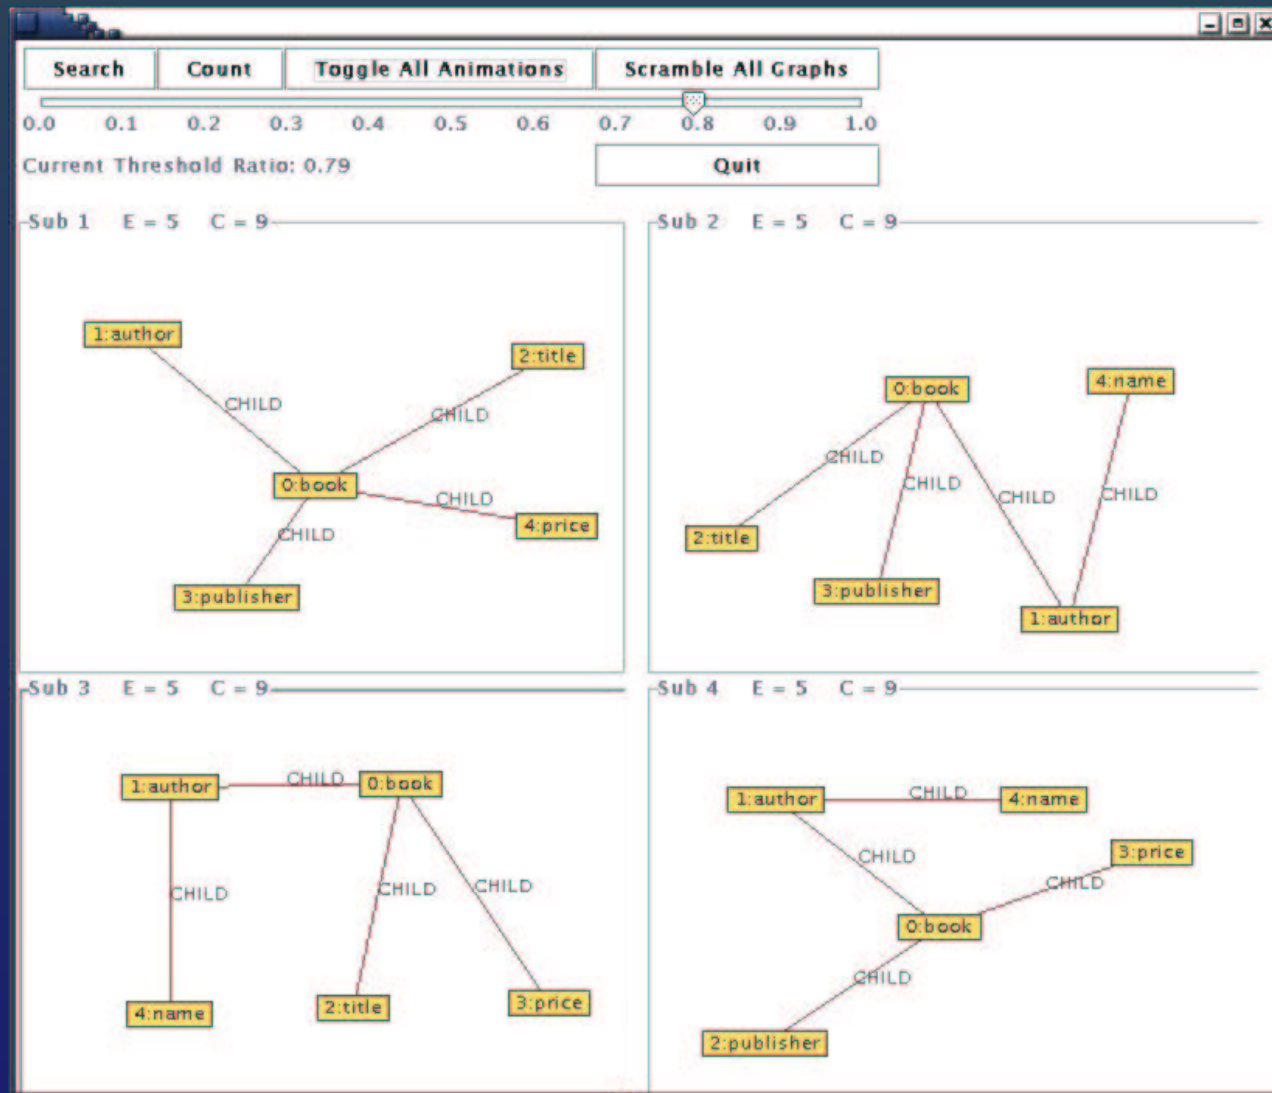 Search Count Toggle All Animations Scramble All Graphs
0.0 0.1 0.2 0.3 0.4 0.5 0.6 0.7 0.8 0.9 1.0
Current Threshold Ratio: 0.79 Quit
Sub 1 E = 5 C = 9
1:author
2:title
CHILD
CHILD
0:book
CHILD
4:price
CHILD
3:publisher
Sub 2 E = 5 C = 9
4:name
0:book
CHILD
CHILD
CHILD
CHILD
2:title
3:publisher
1:author
Sub 3 E = 5 C = 9
1:author
CHILD
0:book
CHILD
CHILD
CHILD
4:name
2:title
3:price
Sub 4 E = 5 C = 9
1:author
CHILD
4:name
3:price
CHILD
CHILD
0:book
CHILD
2:publisher